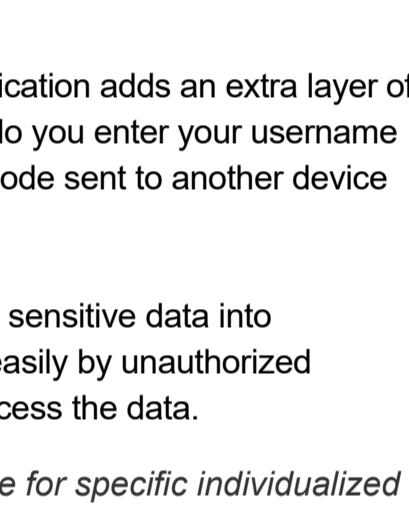 ication adds an extra layer of
lo you enter your username
ode sent to another device
sensitive data into
easily by unauthorized
cess the data.
e for specific individualized